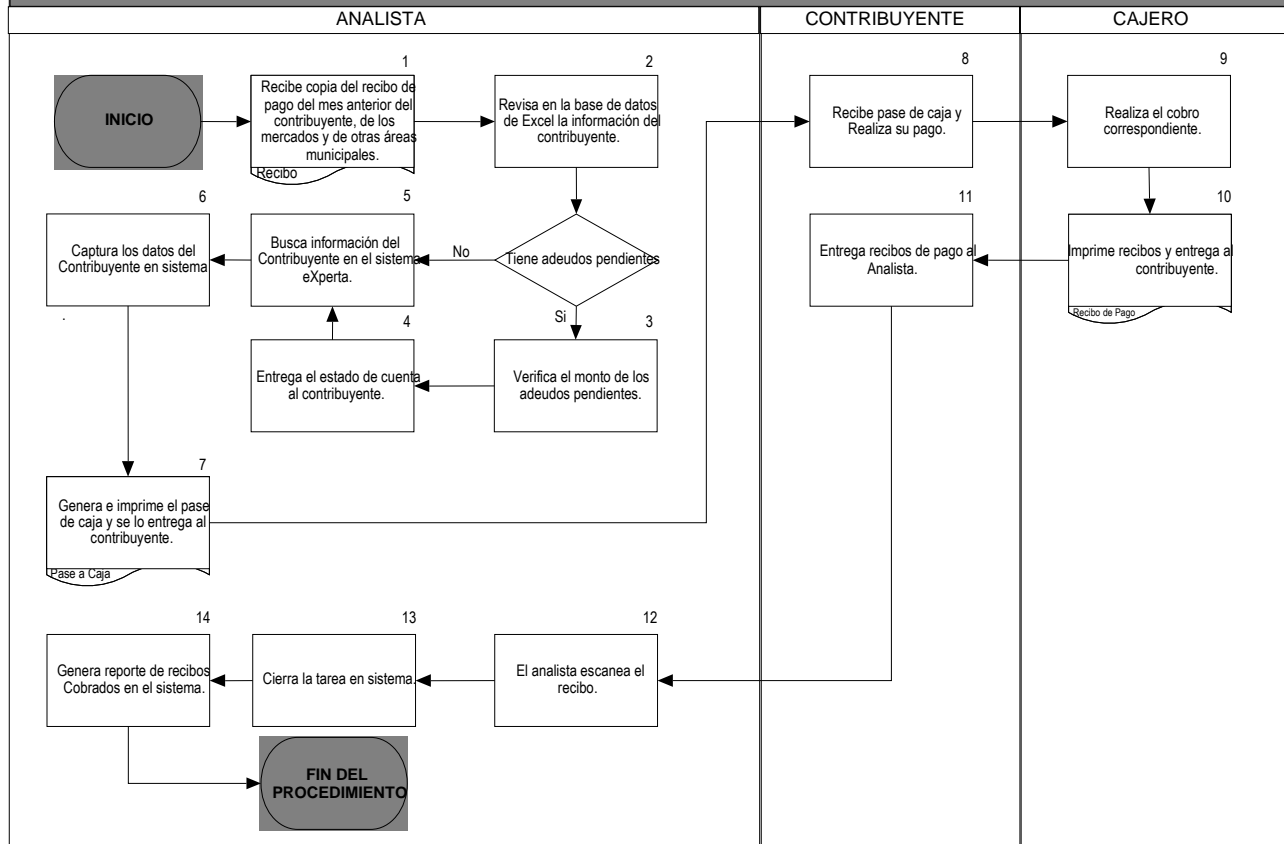 ANALISTA
CONTRIBUYENTE
CAJERO
INICIO
1
Recibe copia del recibo de
pago del mes anterior del
contribuyente, de los
mercados y de otras áreas
municipales.
Recibo
2
Revisa en la base de datos
de Excel la información del
contribuyente.
8
Recibe pase de caja y
Realiza su pago.
9
Realiza el cobro
correspondiente.
6
Captura los datos del
Contribuyente en sistema
.
5
Busca información del
Contribuyente en el sistema
eXperta.
No
Tiene adeudos pendientes
Si
11
Entrega recibos de pago al
Analista.
10
Imprime recibos y entrega al
contribuyente.
Recibo de Pago
4
Entrega el estado de cuenta
al contribuyente.
3
Verifica el monto de los
adeudos pendientes.
7
Genera e imprime el pase
de caja y se lo entrega al
contribuyente.
Pase a Caja
14
Genera reporte de recibos
Cobrados en el sistema.
13
Cierra la tarea en sistema.
12
El analista escanea el
recibo.
FIN DEL
PROCEDIMIENTO